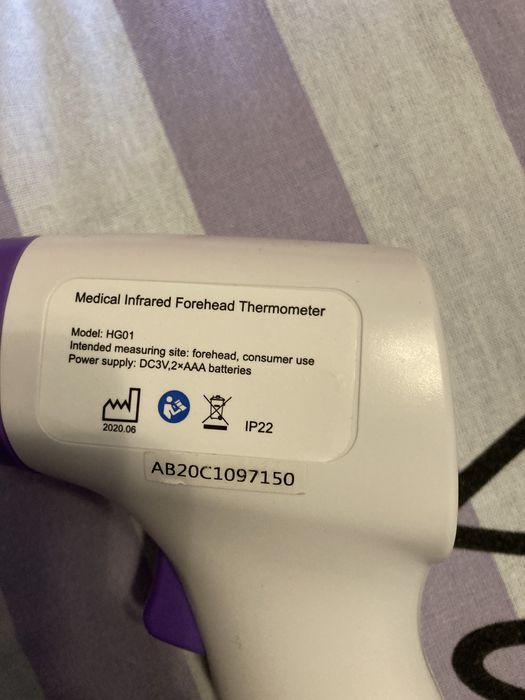 Medical Infrared Forehead Thermometer
Model: HG01
Intended measuring site: forehead, consumer use
Power supply: DC3V,2×AAA batteries
2020.06
IP22
AB20C1097150